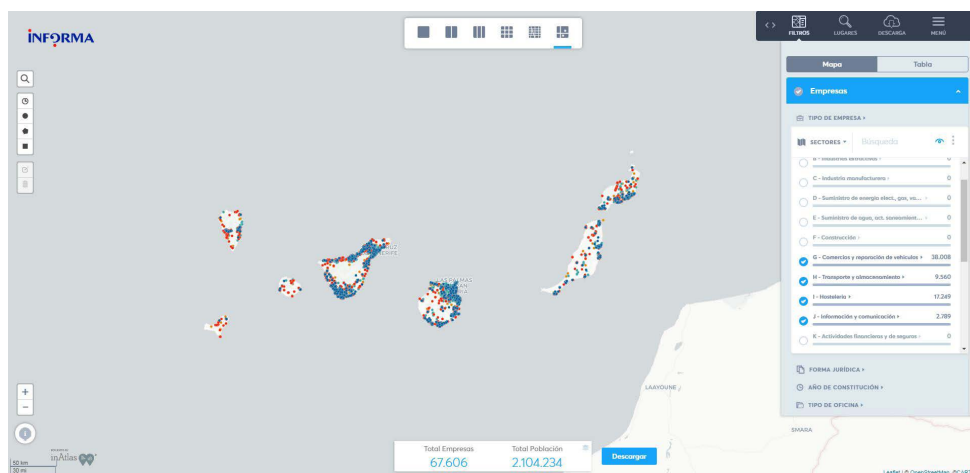 INFORMA
FILTROS
LUGARES
DESCARGA
MENÚ
Mapa
Tabla
Empresas
TIPO DE EMPRESA
SECTORES
Búsqueda
0
C - Industria manufacturera
0
D - Suministro de energía elect., gas, va...
0
E - Suministro de agua, act. saneamient...
0
F - Construcción
0
G - Comercios y reparación de vehículos
38.008
H - Transporte y almacenamiento
9.560
I - Hostelería
17.249
J - Información y comunicación
2.789
K - Actividades financieras y de seguros
0
FORMA JURÍDICA
AÑO DE CONSTITUCIÓN
TIPO DE OFICINA
LAAYOUNE
SMARA
+
−
50 km
30 mi
inAtlas
Total Empresas
67.606
Total Población
2.104.234
Descargar
Leaflet | © OpenStreetMap